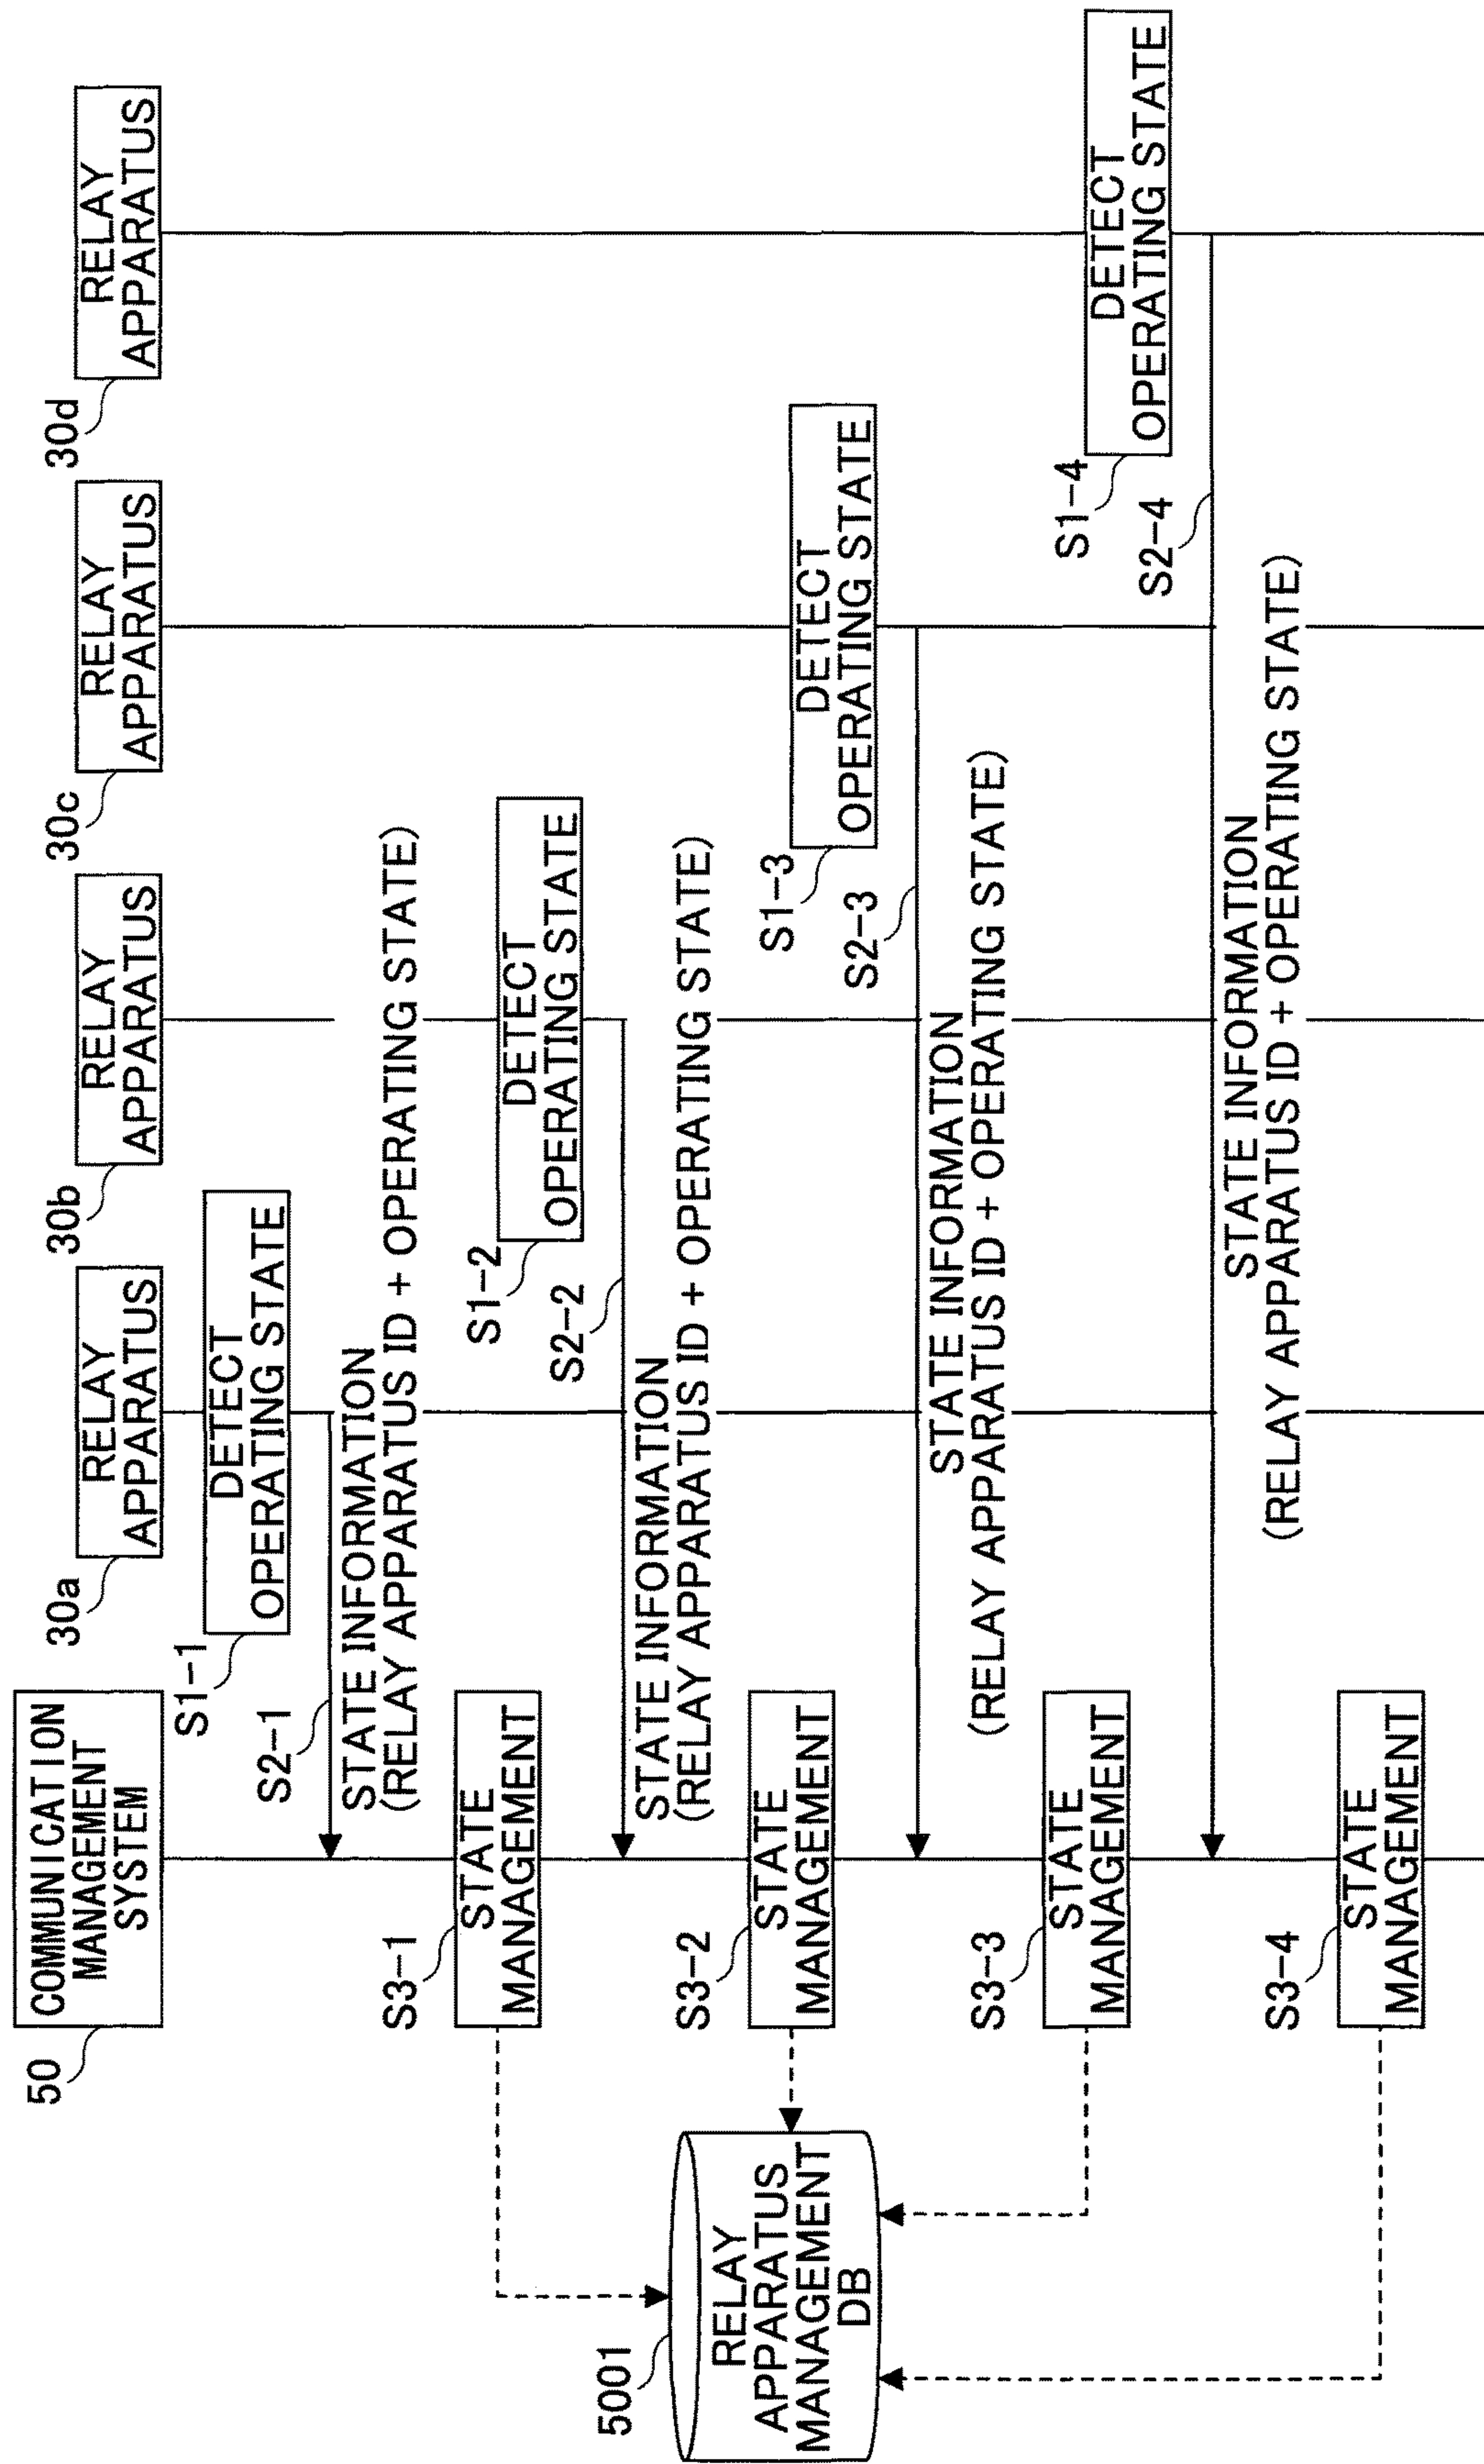 50
COMMUNICATION
MANAGEMENT
SYSTEM
30a
RELAY
APPARATUS
30b
RELAY
APPARATUS
30c
RELAY
APPARATUS
30d
RELAY
APPARATUS
S1-1
DETECT
OPERATING STATE
S2-1
STATE INFORMATION
(RELAY APPARATUS ID + OPERATING STATE)
S3-1
STATE
MANAGEMENT
S1-2
DETECT
OPERATING STATE
S2-2
STATE INFORMATION
(RELAY APPARATUS ID + OPERATING STATE)
5001
RELAY
APPARATUS
MANAGEMENT
DB
S3-2
STATE
MANAGEMENT
S1-3
DETECT
OPERATING STATE
S2-3
STATE INFORMATION
(RELAY APPARATUS ID + OPERATING STATE)
S3-3
STATE
MANAGEMENT
S1-4
DETECT
OPERATING STATE
S2-4
STATE INFORMATION
(RELAY APPARATUS ID + OPERATING STATE)
S3-4
STATE
MANAGEMENT